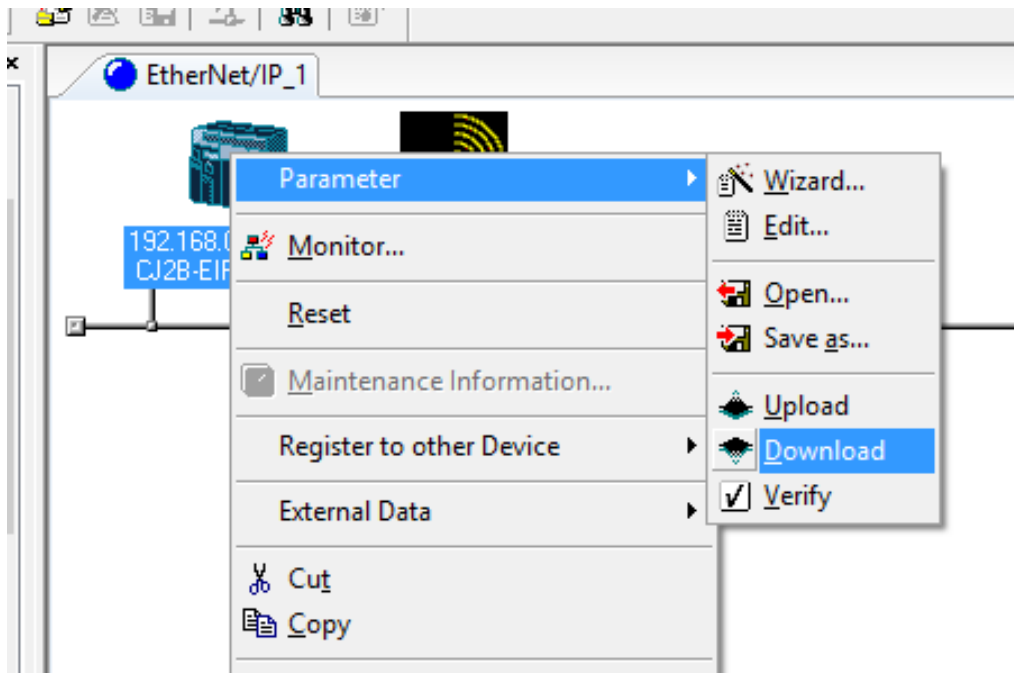 EtherNet/IP_1
192.168.0
CJ2B-EIP
Parameter
Monitor...
Reset
Maintenance Information...
Register to other Device
External Data
Cut
Copy
Wizard...
Edit...
Open...
Save as...
Upload
Download
Verify